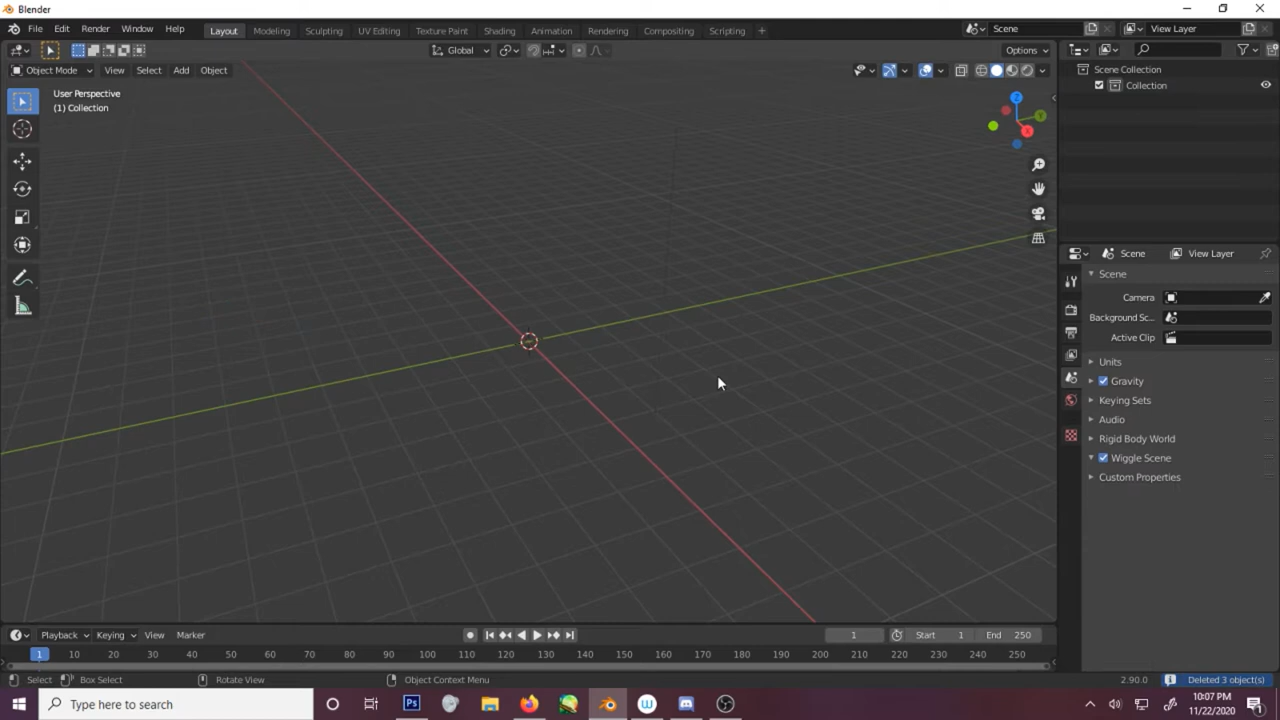 Blender
File Edit Render Window Help Layout Modeling Sculpting UV Editing Texture Paint Shading Animation Rendering Compositing Scripting + Scene View Layer
Global Options
Object Mode View Select Add Object
User Perspective
(1) Collection
Z
Y
X
Scene Collection
Collection
Scene View Layer
Scene
Camera
Background Sc...
Active Clip
Units
Gravity
Keying Sets
Audio
Rigid Body World
Wiggle Scene
Custom Properties
Playback Keying View Marker 1 Start 1 End 250
1 10 20 30 40 50 60 70 80 90 100 110 120 130 140 150 160 170 180 190 200 210 220 230 240 250
Select Box Select Rotate View Object Context Menu 2.90.0 Deleted 3 object(s)
Type here to search
Ps
10:07 PM
11/22/2020
1